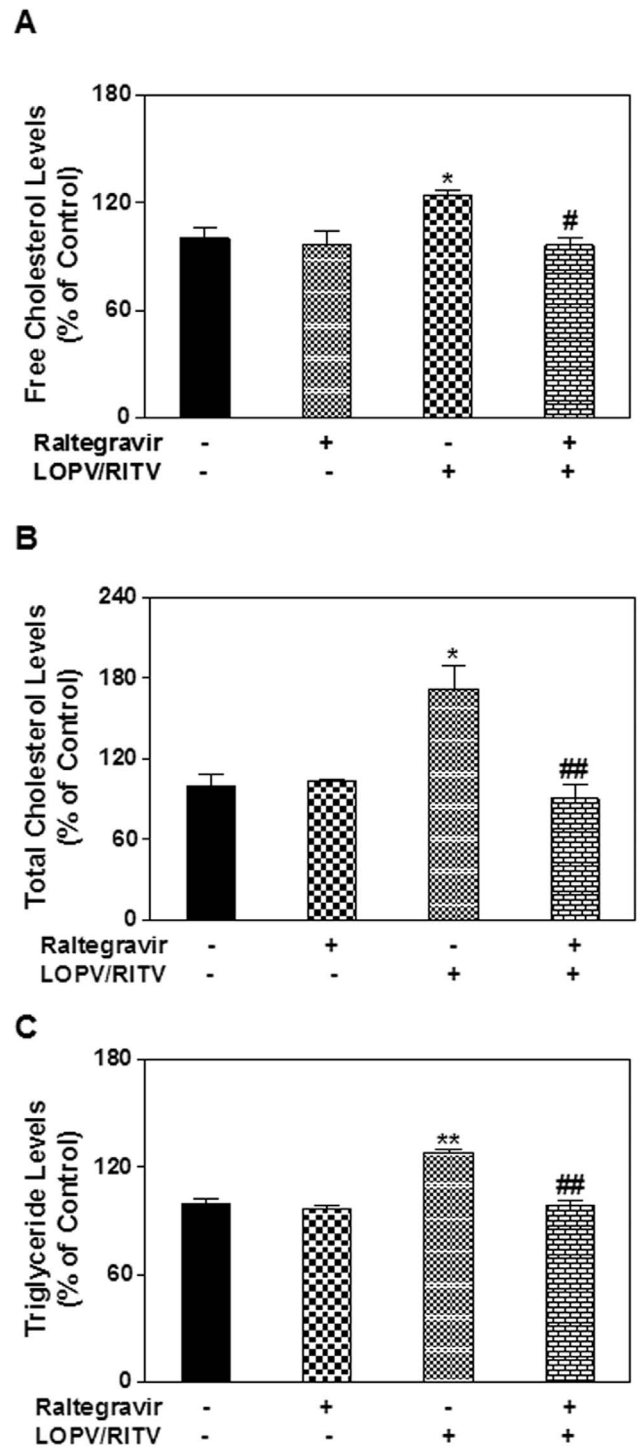 A
Free Cholesterol Levels
(% of Control)
180
120
60
0
*
#
Raltegravir - + - +
LOPV/RITV - - + +
B
Total Cholesterol Levels
(% of Control)
240
180
120
60
0
*
##
Raltegravir - + - +
LOPV/RITV - - + +
C
Triglyceride Levels
(% of Control)
180
120
60
0
**
##
Raltegravir - + - +
LOPV/RITV - - + +